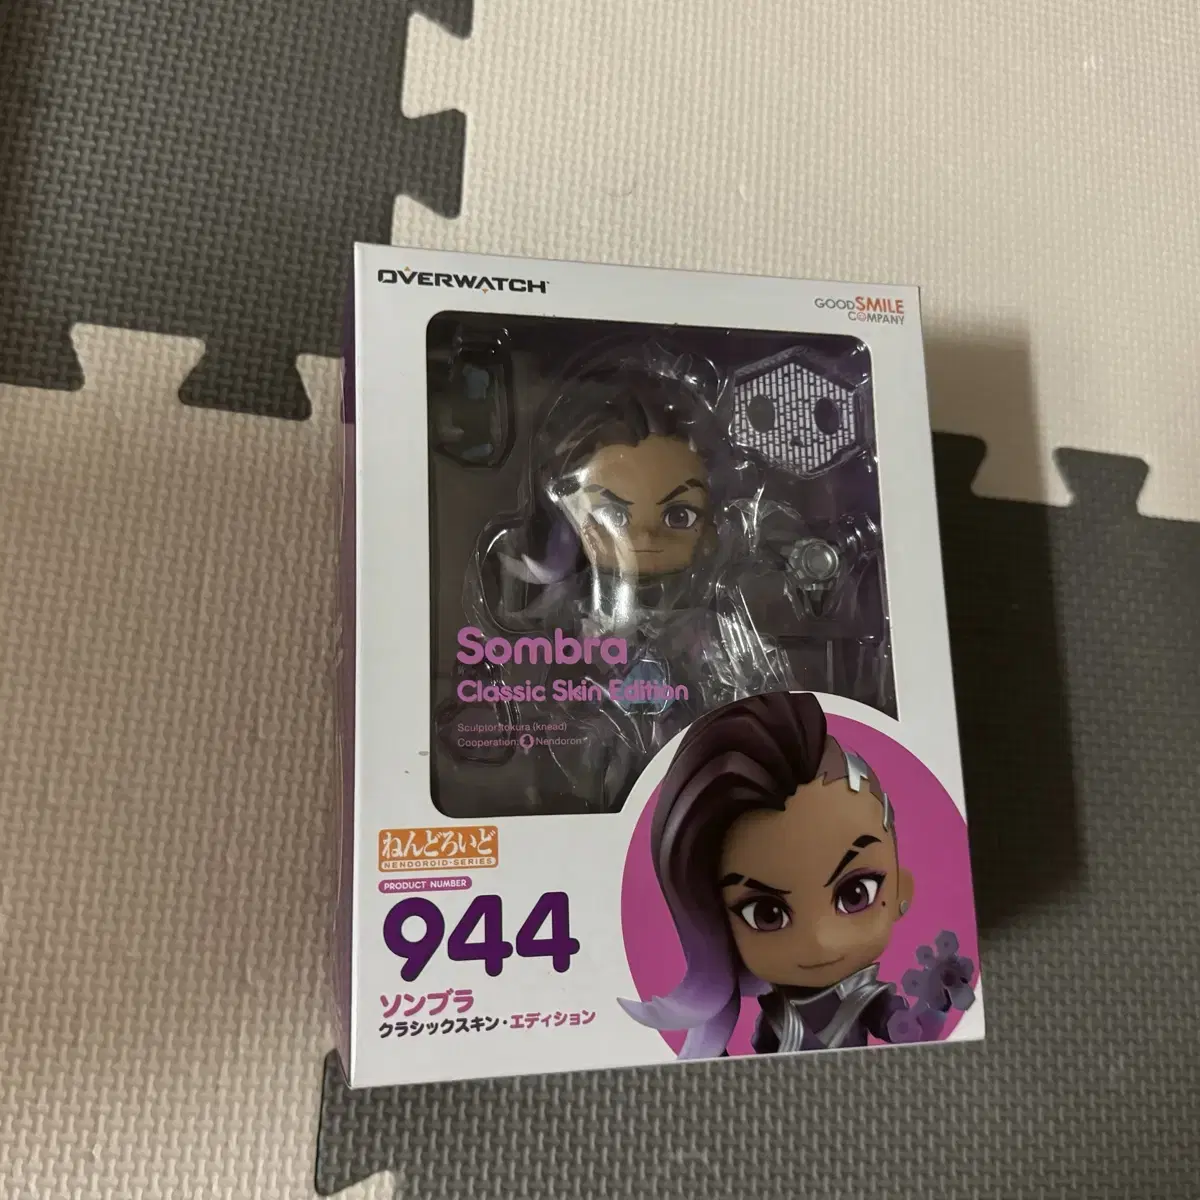 OVERWATCH
GOOD SMILE
COMPANY
Sombra
Classic Skin Edition
Sculptor:tokura (knead)
Cooperation: Nendoron
ねんどろいど
NENDOROID-SERIES
PRODUCT NUMBER
944
ソンブラ
クラシックスキン・エディション